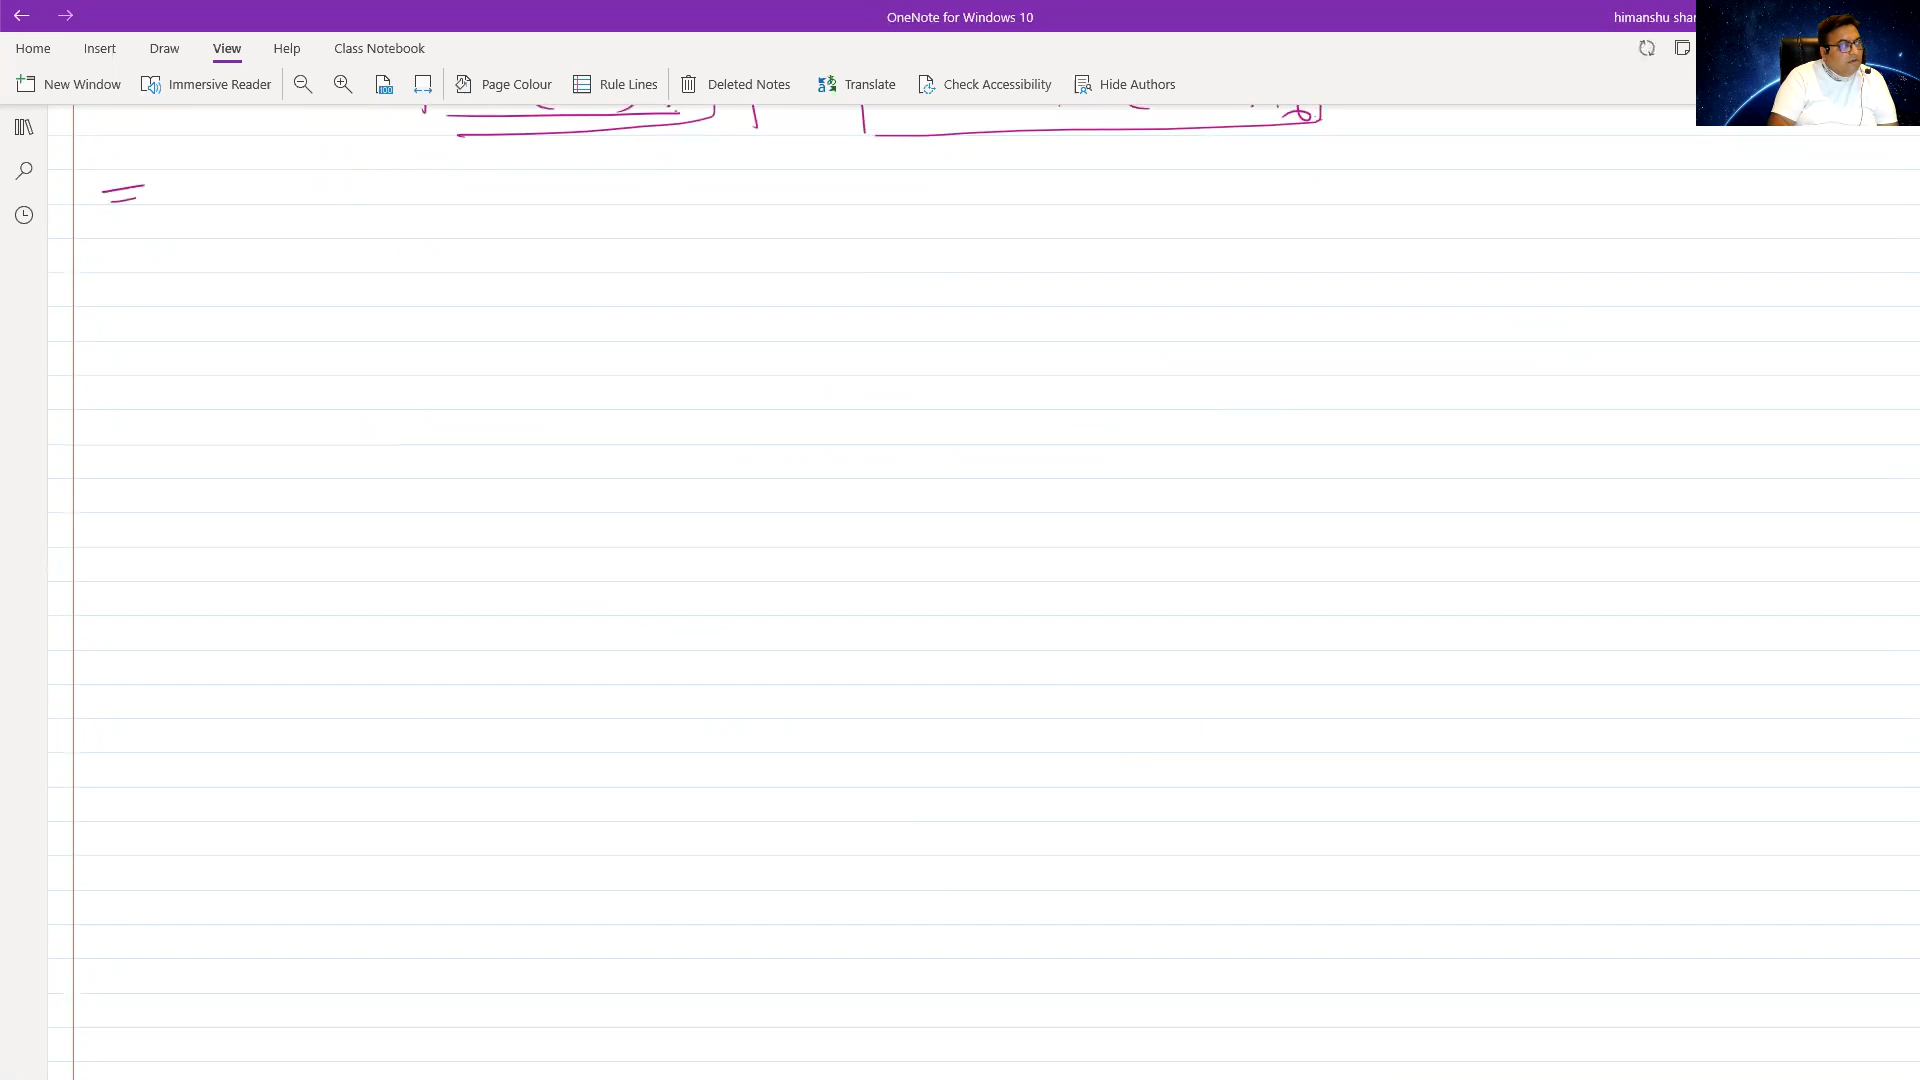 OneNote for Windows 10
himanshu shar
Home Insert Draw View Help Class Notebook
New Window Immersive Reader 100 Page Colour Rule Lines Deleted Notes Translate Check Accessibility Hide Authors
=